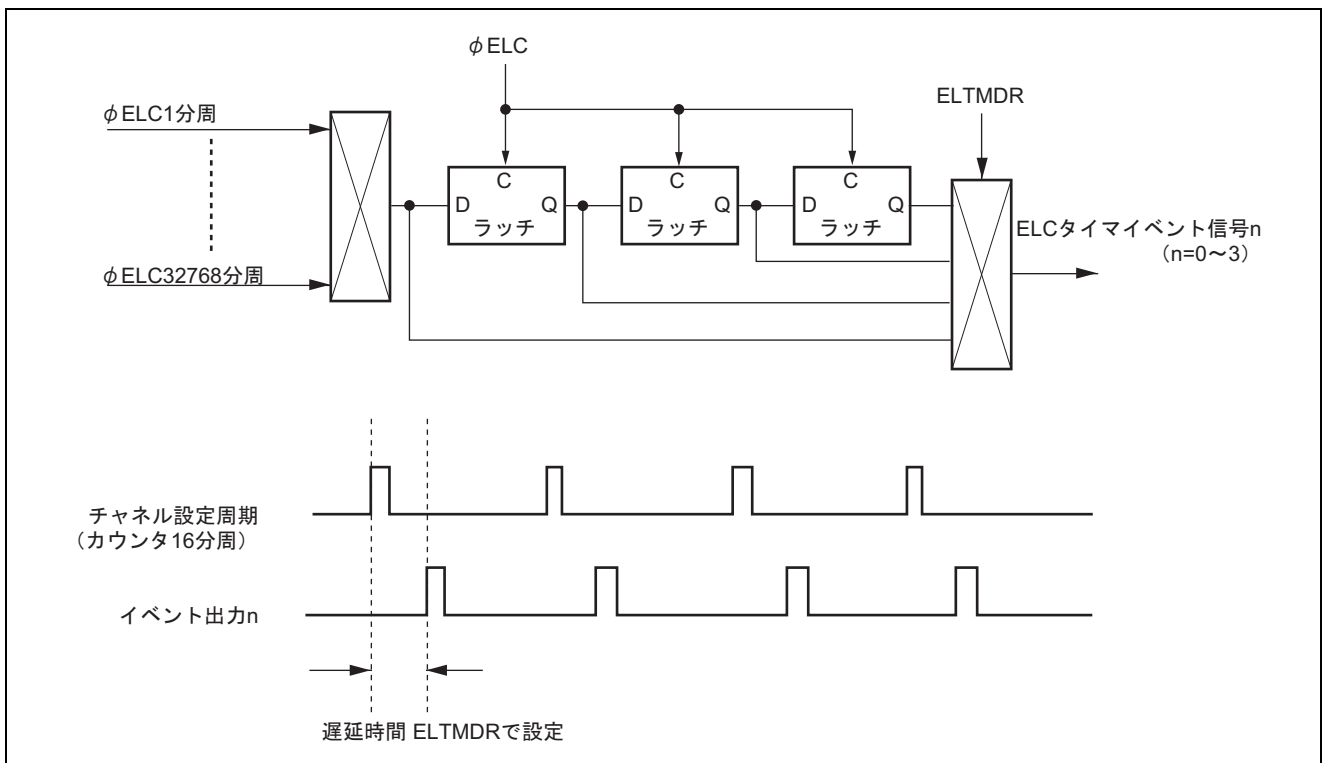 φELC
φELC1分周
ELTMDR
C
C
C
D
Q
D
Q
D
Q
ラッチ
ラッチ
ラッチ
ELCタイマイベント信号n
（n=0～3）
φELC32768分周
チャネル設定周期
（カウンタ16分周）
イベント出力n
遅延時間 ELTMDRで設定